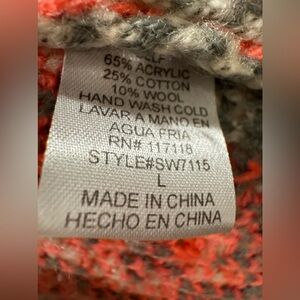 SELF
65% ACRYLIC
25% COTTON
10% WOOL
HAND WASH COLD
LAVAR A MANO EN
AGUA FRIA
RN# 117118
STYLE#SW7115
L
MADE IN CHINA
HECHO EN CHINA